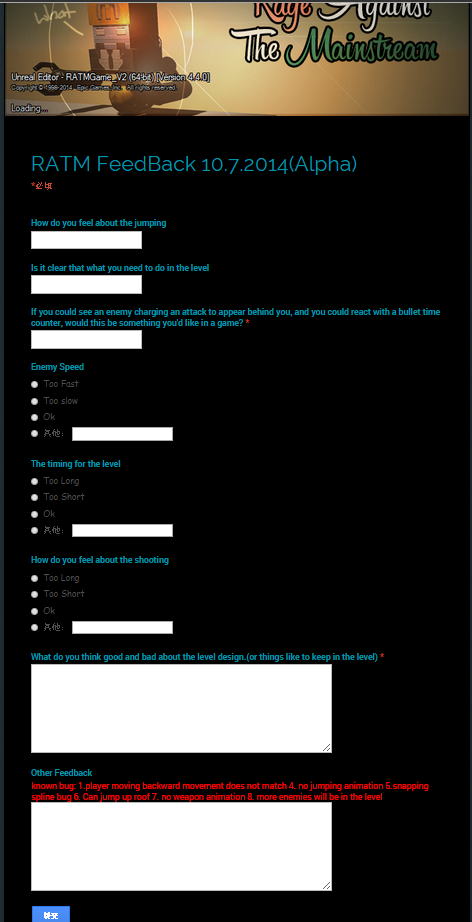 What
Rage Against
The Mainstream
Unreal Editor - RATMGame_V2 (64-bit) [Version 4.4.0]
Copyright © 1998-2014 Epic Games, Inc. All rights reserved.
Loading...
RATM FeedBack 10.7.2014(Alpha)
*必填
How do you feel about the jumping
Is it clear that what you need to do in the level
If you could see an enemy charging an attack to appear behind you, and you could react with a bullet time
counter, would this be something you'd like in a game? *
Enemy Speed
Too Fast
Too slow
Ok
其他:
The timing for the level
Too Long
Too Short
Ok
其他:
How do you feel about the shooting
Too Long
Too Short
Ok
其他:
What do you think good and bad about the level design.(or things like to keep in the level) *
Other Feedback
known bug: 1.player moving backward movement does not match 4. no jumping animation 5.snapping
spline bug 6. Can jump up roof 7. no weapon animation 8. more enemies will be in the level
提交